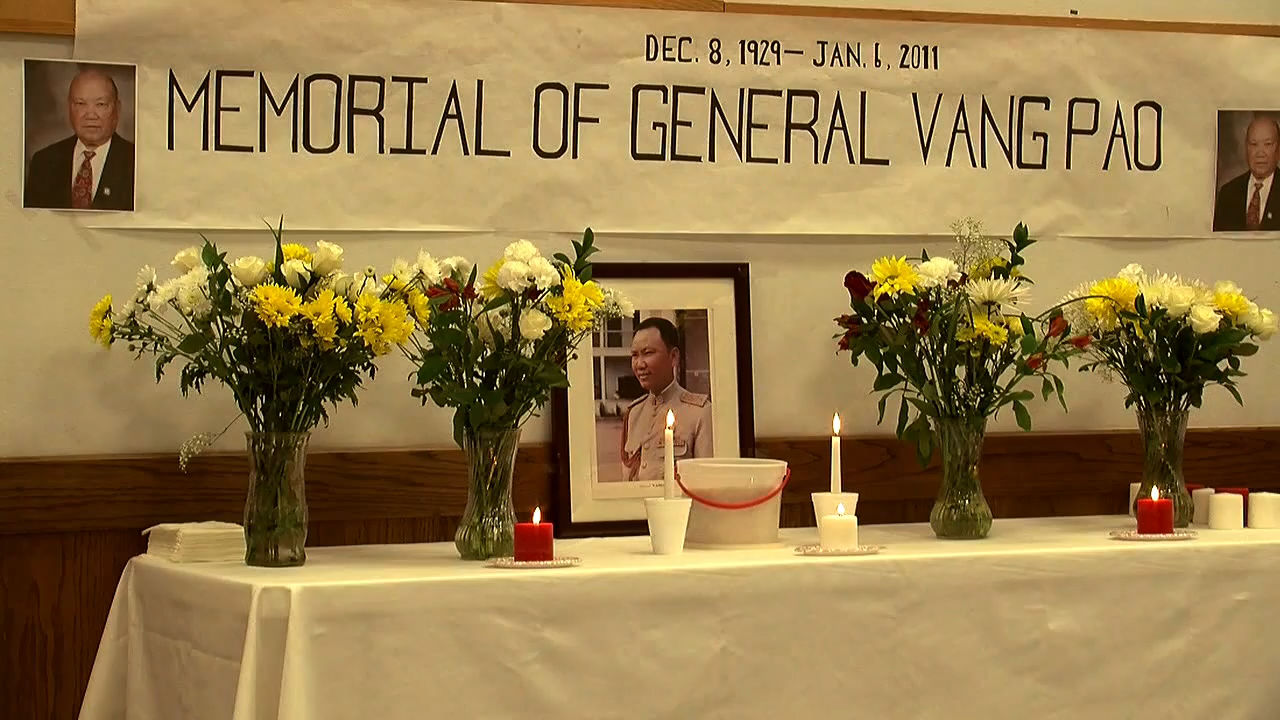 DEC. 8, 1929— JAN. 6, 2011
MEMORIAL OF GENERAL VANG PAO